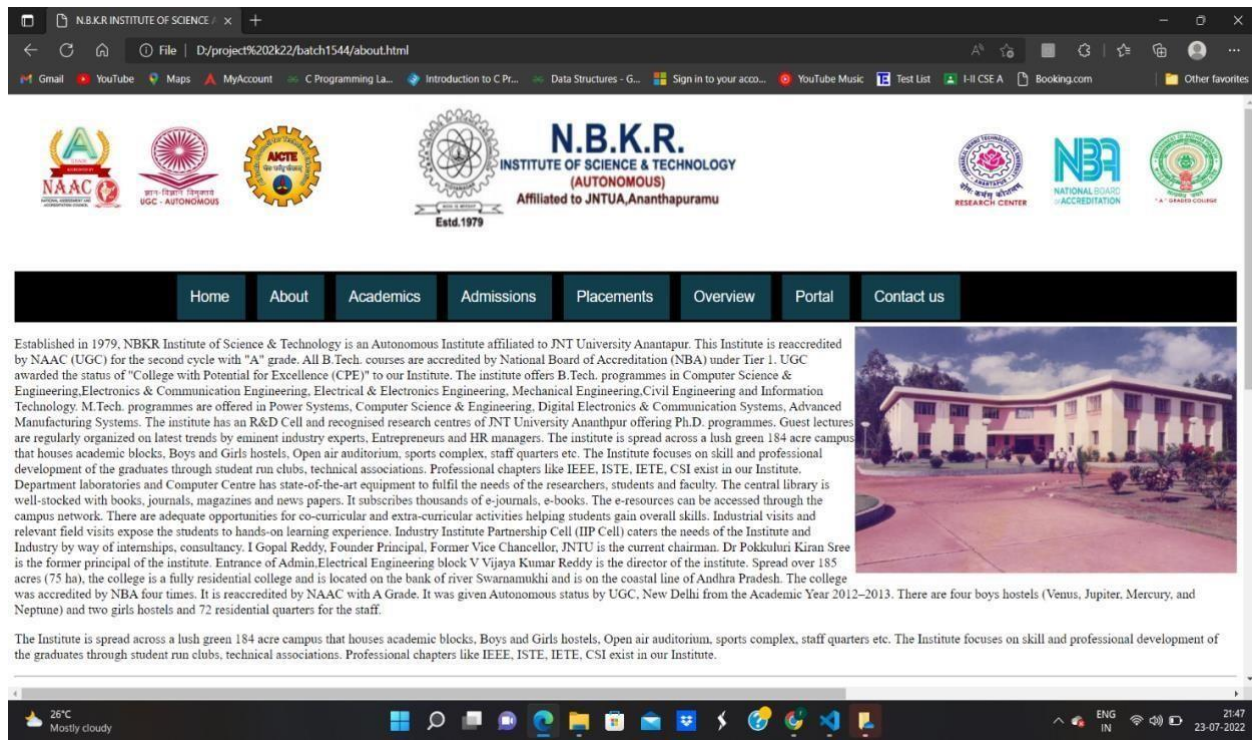 N.B.K.R INSTITUTE OF SCIENCE A
File | D:/project%202k22/batch1544/about.html
Gmail YouTube Maps MyAccount C Programming La... Introduction to C Pr... Data Structures - G... Sign in to your acco... YouTube Music Test List I-II CSE A Booking.com Other favorites
NAAC
NATIONAL ASSESSMENT AND ACCREDITATION COUNCIL
ज्ञान-विज्ञान विमुक्तये
UGC - AUTONOMOUS
AICTE
Estd.1979
N.B.K.R.
INSTITUTE OF SCIENCE & TECHNOLOGY
(AUTONOMOUS)
Affiliated to JNTUA,Ananthapuramu
RESEARCH CENTER
NBA
NATIONAL BOARD
of ACCREDITATION
"A" GRADED COLLEGE
Home About Academics Admissions Placements Overview Portal Contact us
Established in 1979, NBKR Institute of Science & Technology is an Autonomous Institute affiliated to JNT University Anantapur. This Institute is reaccredited
by NAAC (UGC) for the second cycle with "A" grade. All B.Tech. courses are accredited by National Board of Accreditation (NBA) under Tier 1. UGC
awarded the status of "College with Potential for Excellence (CPE)" to our Institute. The institute offers B.Tech. programmes in Computer Science &
Engineering,Electronics & Communication Engineering, Electrical & Electronics Engineering, Mechanical Engineering,Civil Engineering and Information
Technology. M.Tech. programmes are offered in Power Systems, Computer Science & Engineering, Digital Electronics & Communication Systems, Advanced
Manufacturing Systems. The institute has an R&D Cell and recognised research centres of JNT University Ananthpur offering Ph.D. programmes. Guest lectures
are regularly organized on latest trends by eminent industry experts, Entrepreneurs and HR managers. The institute is spread across a lush green 184 acre campus
that houses academic blocks, Boys and Girls hostels, Open air auditorium, sports complex, staff quarters etc. The Institute focuses on skill and professional
development of the graduates through student run clubs, technical associations. Professional chapters like IEEE, ISTE, IETE, CSI exist in our Institute.
Department laboratories and Computer Centre has state-of-the-art equipment to fulfil the needs of the researchers, students and faculty. The central library is
well-stocked with books, journals, magazines and news papers. It subscribes thousands of e-journals, e-books. The e-resources can be accessed through the
campus network. There are adequate opportunities for co-curricular and extra-curricular activities helping students gain overall skills. Industrial visits and
relevant field visits expose the students to hands-on learning experience. Industry Institute Partnership Cell (IIP Cell) caters the needs of the Institute and
Industry by way of internships, consultancy. I Gopal Reddy, Founder Principal, Former Vice Chancellor, JNTU is the current chairman. Dr Pokkuluri Kiran Sree
is the former principal of the institute. Entrance of Admin,Electrical Engineering block V Vijaya Kumar Reddy is the director of the institute. Spread over 185
acres (75 ha), the college is a fully residential college and is located on the bank of river Swarnamukhi and is on the coastal line of Andhra Pradesh. The college
was accredited by NBA four times. It is reaccredited by NAAC with A Grade. It was given Autonomous status by UGC, New Delhi from the Academic Year 2012–2013. There are four boys hostels (Venus, Jupiter, Mercury, and
Neptune) and two girls hostels and 72 residential quarters for the staff.
The Institute is spread across a lush green 184 acre campus that houses academic blocks, Boys and Girls hostels, Open air auditorium, sports complex, staff quarters etc. The Institute focuses on skill and professional development of
the graduates through student run clubs, technical associations. Professional chapters like IEEE, ISTE, IETE, CSI exist in our Institute.
26°C
Mostly cloudy
ENG
IN
21:47
23-07-2022